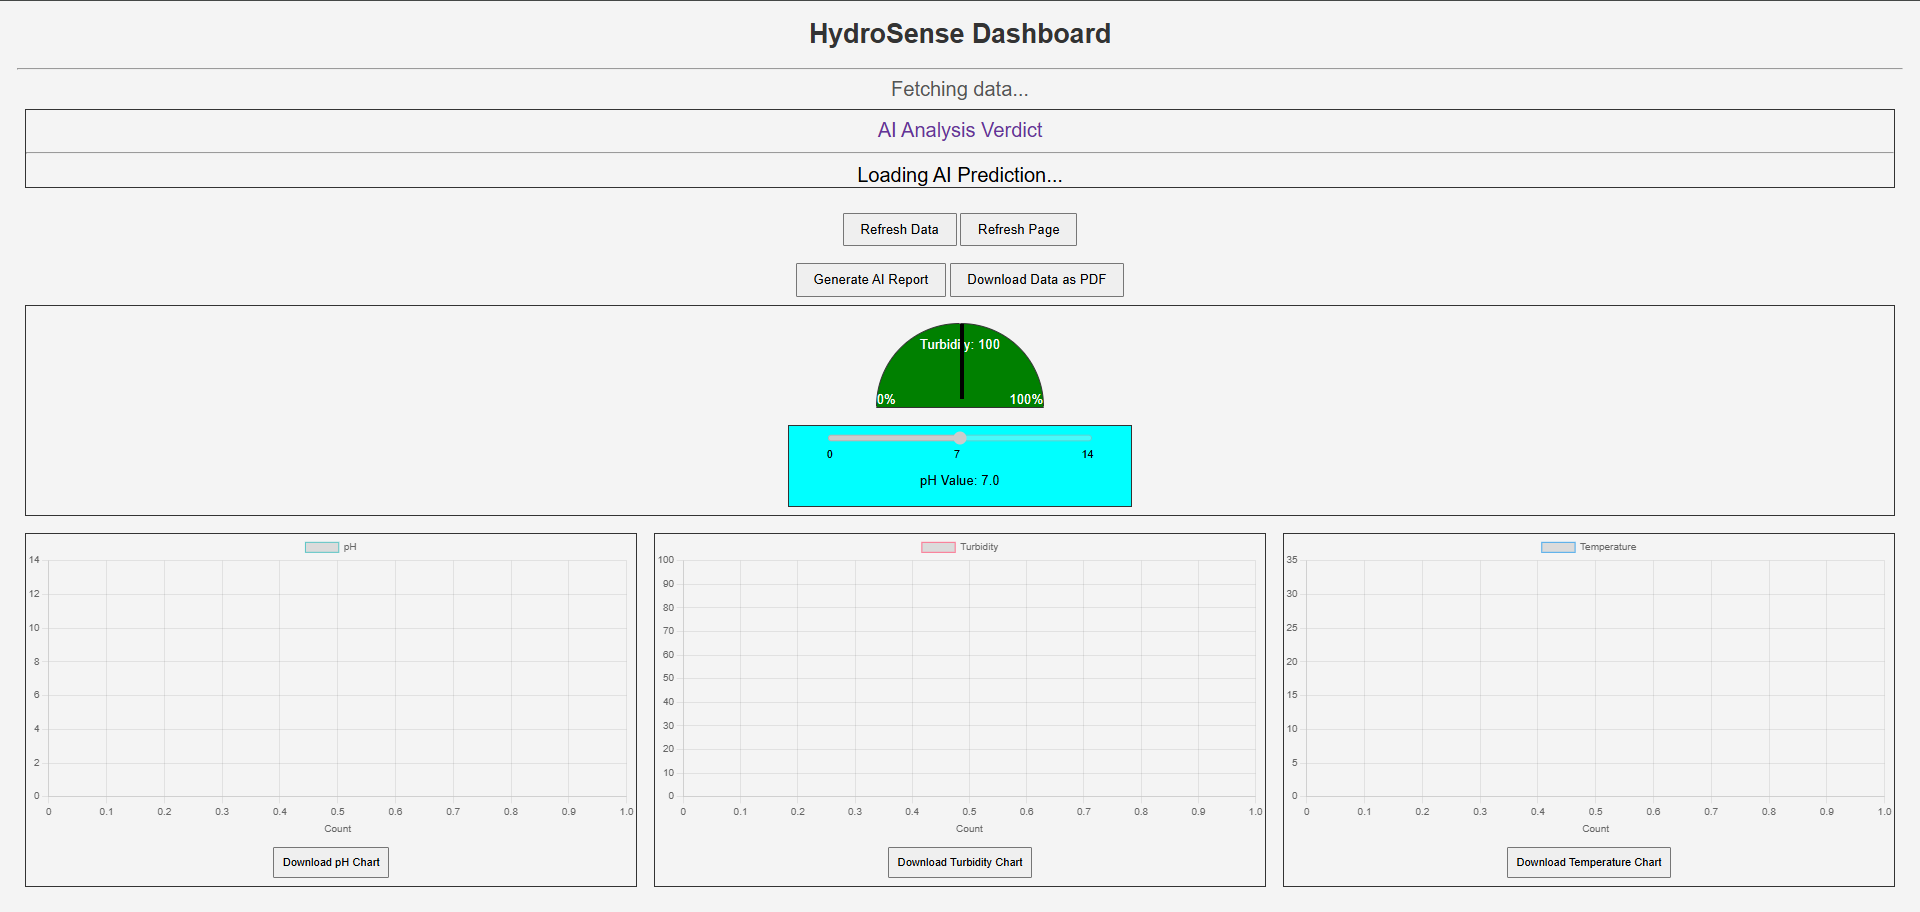 HydroSense Dashboard
Fetching data...
AI Analysis Verdict
Loading AI Prediction...
Refresh Data Refresh Page
Generate AI Report Download Data as PDF
Turbidity: 100
0% 100%
0 7 14
pH Value: 7.0
pH
14
12
10
8
6
4
2
0
0 0.1 0.2 0.3 0.4 0.5 0.6 0.7 0.8 0.9 1.0
Count
Download pH Chart
Turbidity
100
90
80
70
60
50
40
30
20
10
0
0 0.1 0.2 0.3 0.4 0.5 0.6 0.7 0.8 0.9 1.0
Count
Download Turbidity Chart
Temperature
35
30
25
20
15
10
5
0
0 0.1 0.2 0.3 0.4 0.5 0.6 0.7 0.8 0.9 1.0
Count
Download Temperature Chart